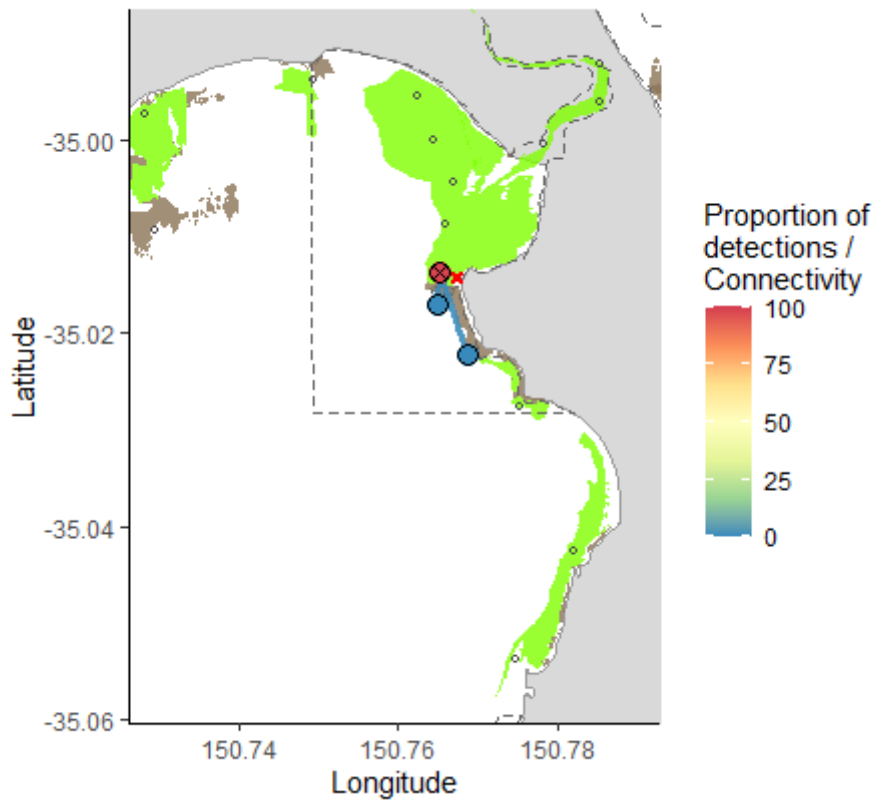 -35.00
-35.02
-35.04
-35.06
Latitude
150.74 150.76 150.78
Longitude
Proportion of
detections /
Connectivity
100
75
50
25
0